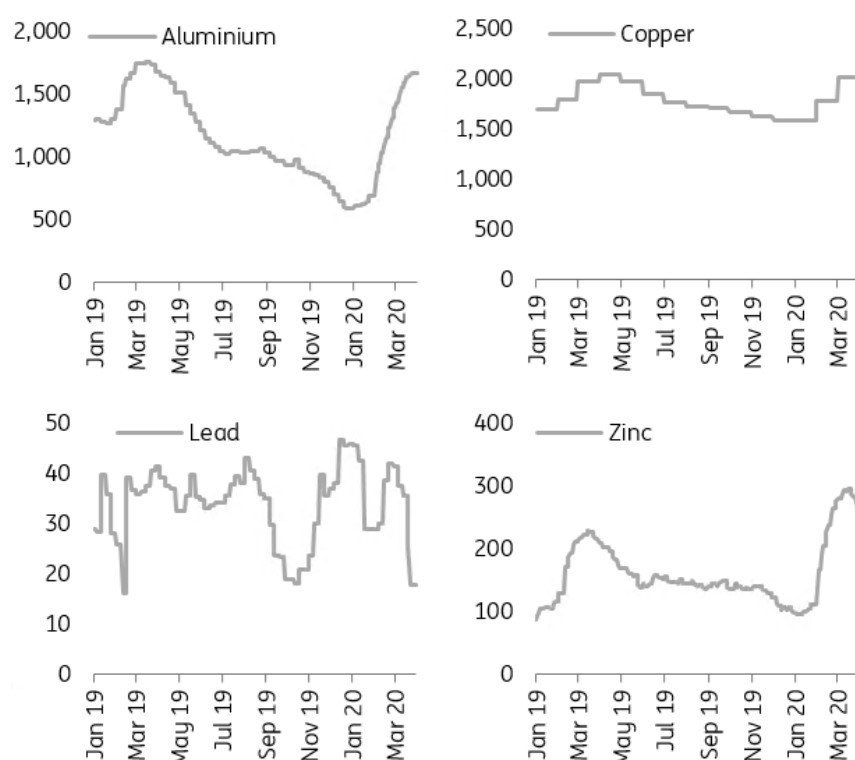 Aluminium
2,000
1,500
1,000
500
0
Jan 19
Mar 19
May 19
Jul 19
Sep 19
Nov 19
Jan 20
Mar 20
Copper
2,500
2,000
1,500
1,000
500
0
Jan 19
Mar 19
May 19
Jul 19
Sep 19
Nov 19
Jan 20
Mar 20
Lead
50
40
30
20
10
0
Jan 19
Mar 19
May 19
Jul 19
Sep 19
Nov 19
Jan 20
Mar 20
Zinc
400
300
200
100
0
Jan 19
Mar 19
May 19
Jul 19
Sep 19
Nov 19
Jan 20
Mar 20